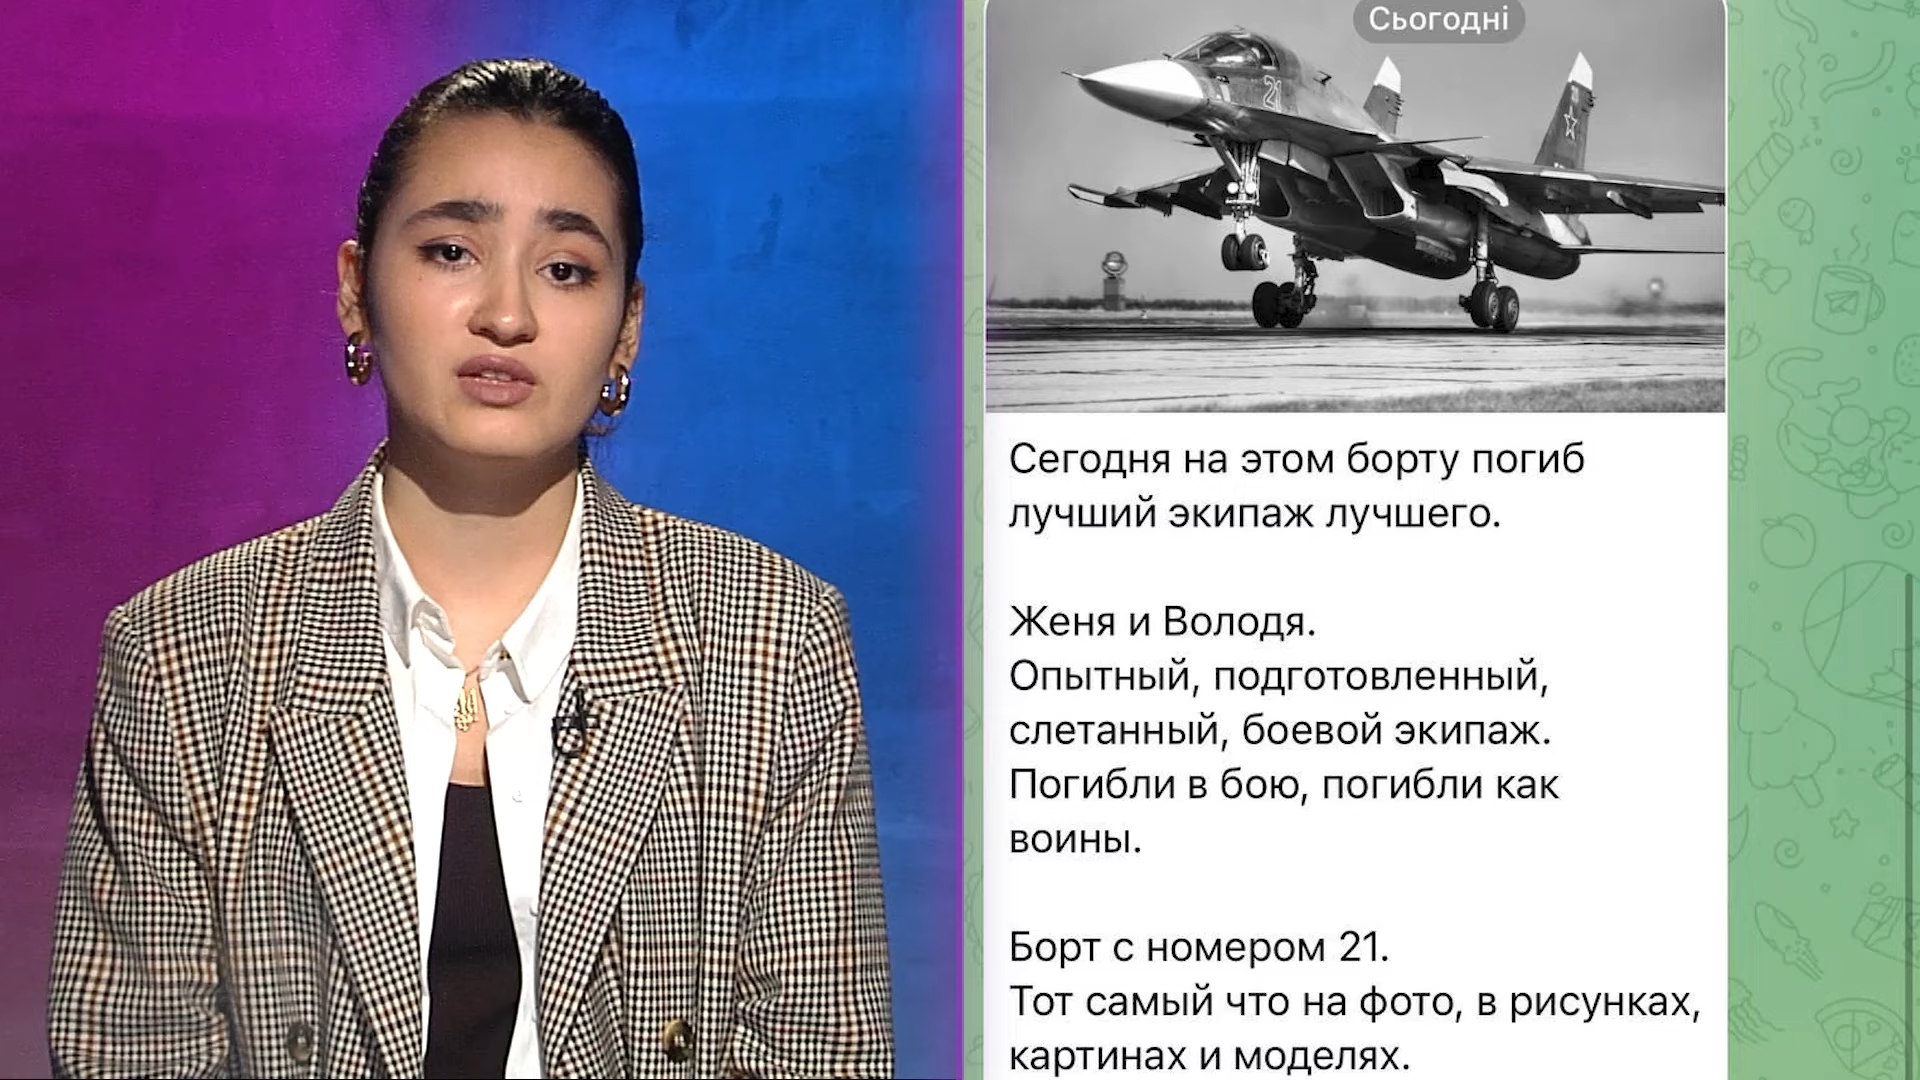 Сьогодні
21
Сегодня на этом борту погиб
лучший экипаж лучшего.
Женя и Володя.
Опытный, подготовленный,
слетанный, боевой экипаж.
Погибли в бою, погибли как
воины.
Борт с номером 21.
Тот самый что на фото, в рисунках,
картинах и моделях.